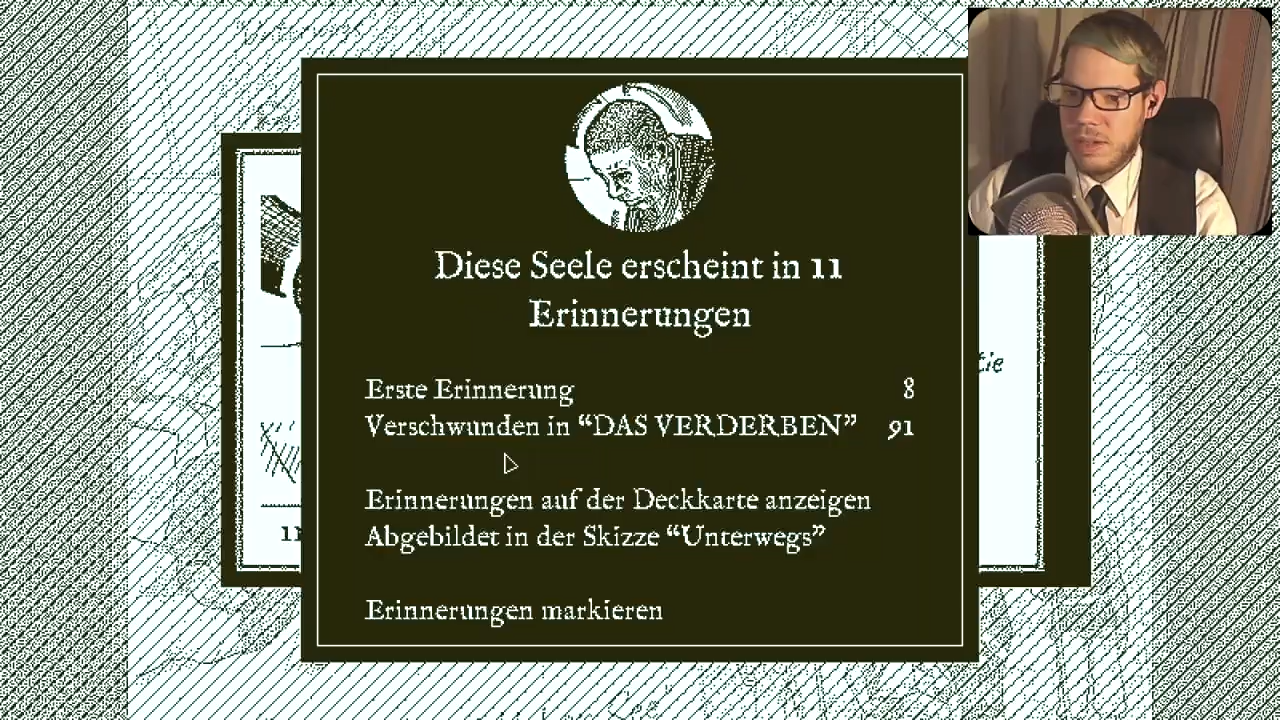 Diese Seele erscheint in 11
Erinnerungen
Erste Erinnerung 8
Verschwunden in “DAS VERDERBEN” 91
Erinnerungen auf der Deckkarte anzeigen
Abgebildet in der Skizze “Unterwegs”
Erinnerungen markieren